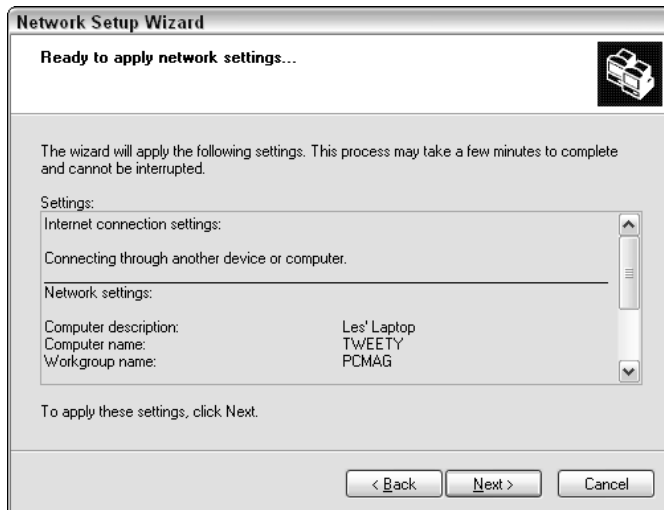 Network Setup Wizard
Ready to apply network settings...
The wizard will apply the following settings. This process may take a few minutes to complete
and cannot be interrupted.
Settings:
Internet connection settings:
Connecting through another device or computer.
Network settings:
Computer description: Les' Laptop
Computer name: TWEETY
Workgroup name: PCMAG
To apply these settings, click Next.
< Back Next > Cancel